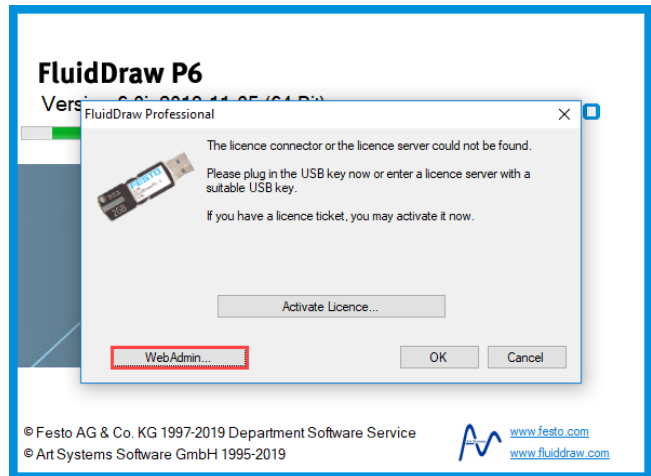 FluidDraw P6
FluidDraw Professional
The licence connector or the licence server could not be found.
Please plug in the USB key now or enter a licence server with a
suitable USB key.
If you have a licence ticket, you may activate it now.
FESTO
2GB
Activate Licence...
WebAdmin...
OK
Cancel
© Festo AG & Co. KG 1997-2019 Department Software Service
www.festo.com
© Art Systems Software GmbH 1995-2019
www.fluiddraw.com